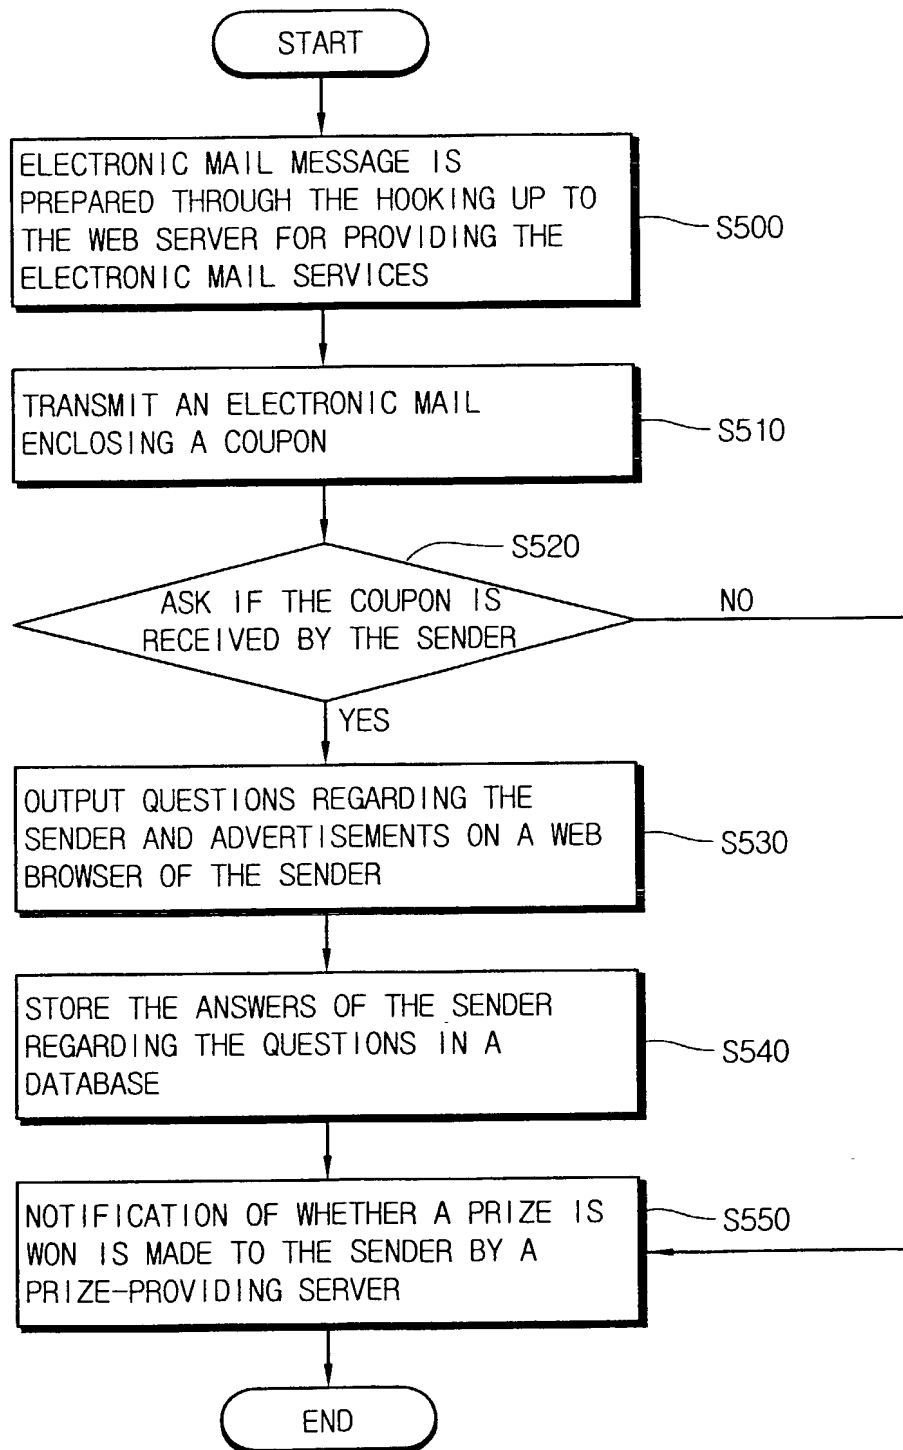 START
ELECTRONIC MAIL MESSAGE IS
PREPARED THROUGH THE HOOKING UP TO
THE WEB SERVER FOR PROVIDING THE
ELECTRONIC MAIL SERVICES
S500
TRANSMIT AN ELECTRONIC MAIL
ENCLOSING A COUPON
S510
S520
ASK IF THE COUPON IS
RECEIVED BY THE SENDER
NO
YES
OUTPUT QUESTIONS REGARDING THE
SENDER AND ADVERTISEMENTS ON A WEB
BROWSER OF THE SENDER
S530
STORE THE ANSWERS OF THE SENDER
REGARDING THE QUESTIONS IN A
DATABASE
S540
NOTIFICATION OF WHETHER A PRIZE IS
WON IS MADE TO THE SENDER BY A
PRIZE-PROVIDING SERVER
S550
END